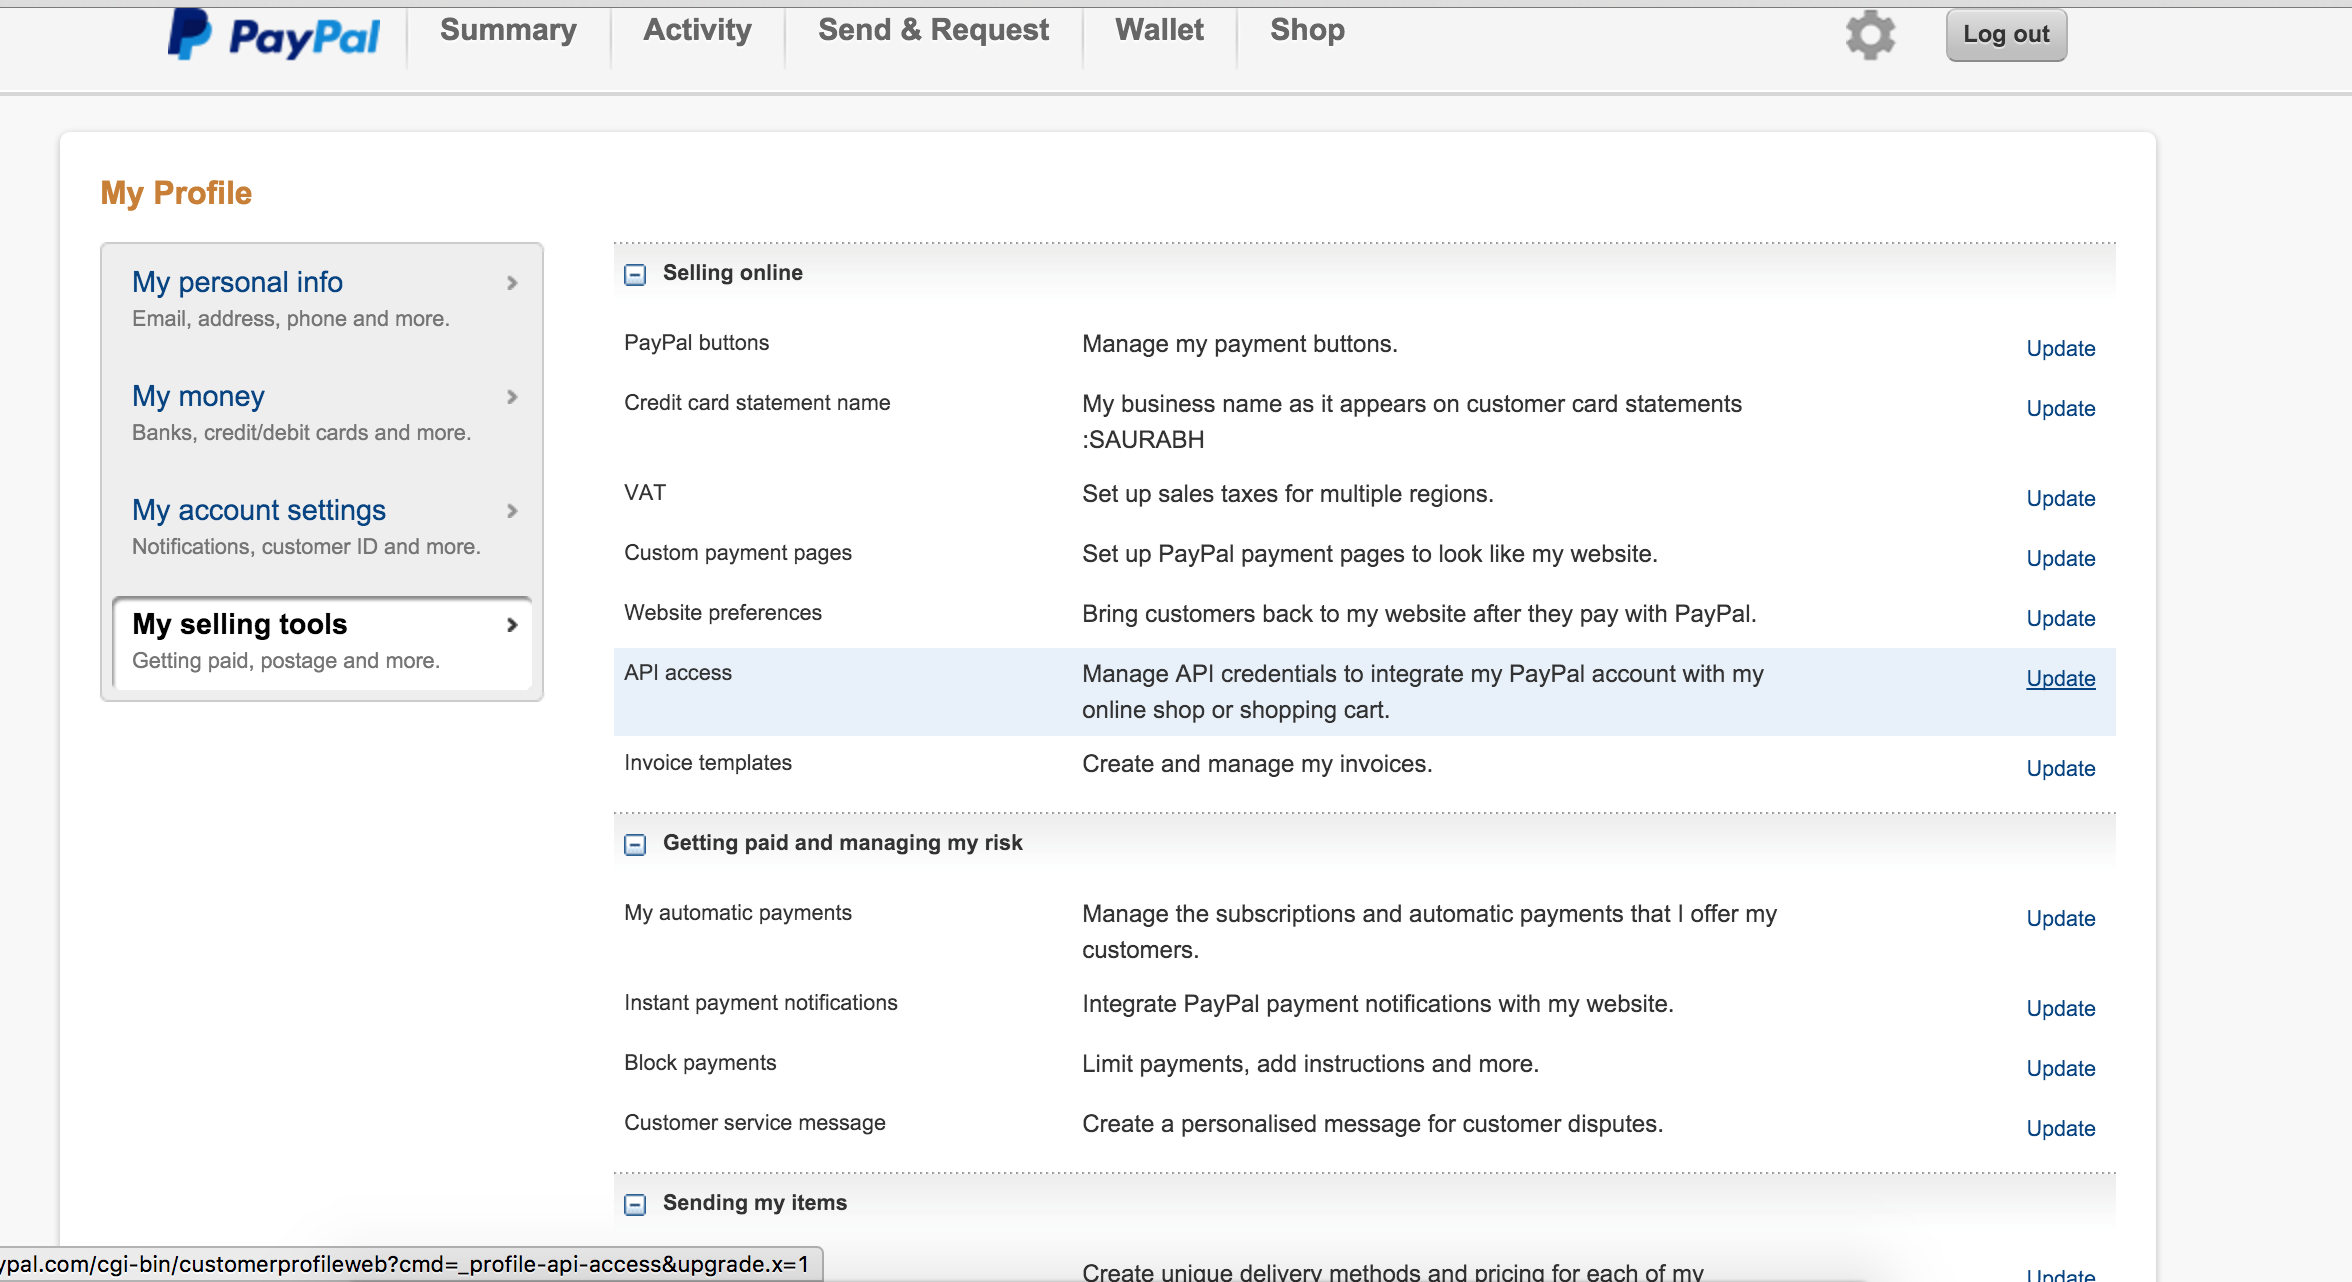 PayPal
Summary
Activity
Send & Request
Wallet
Shop
Log out
My Profile
My personal info
Email, address, phone and more.
My money
Banks, credit/debit cards and more.
My account settings
Notifications, customer ID and more.
My selling tools
Getting paid, postage and more.
Selling online
PayPal buttons
Manage my payment buttons.
Update
Credit card statement name
My business name as it appears on customer card statements
:SAURABH
Update
VAT
Set up sales taxes for multiple regions.
Update
Custom payment pages
Set up PayPal payment pages to look like my website.
Update
Website preferences
Bring customers back to my website after they pay with PayPal.
Update
API access
Manage API credentials to integrate my PayPal account with my
online shop or shopping cart.
Update
Invoice templates
Create and manage my invoices.
Update
Getting paid and managing my risk
My automatic payments
Manage the subscriptions and automatic payments that I offer my
customers.
Update
Instant payment notifications
Integrate PayPal payment notifications with my website.
Update
Block payments
Limit payments, add instructions and more.
Update
Customer service message
Create a personalised message for customer disputes.
Update
Sending my items
Create unique delivery methods and pricing for each of my
Update
ypal.com/cgi-bin/customerprofileweb?cmd=_profile-api-access&upgrade.x=1